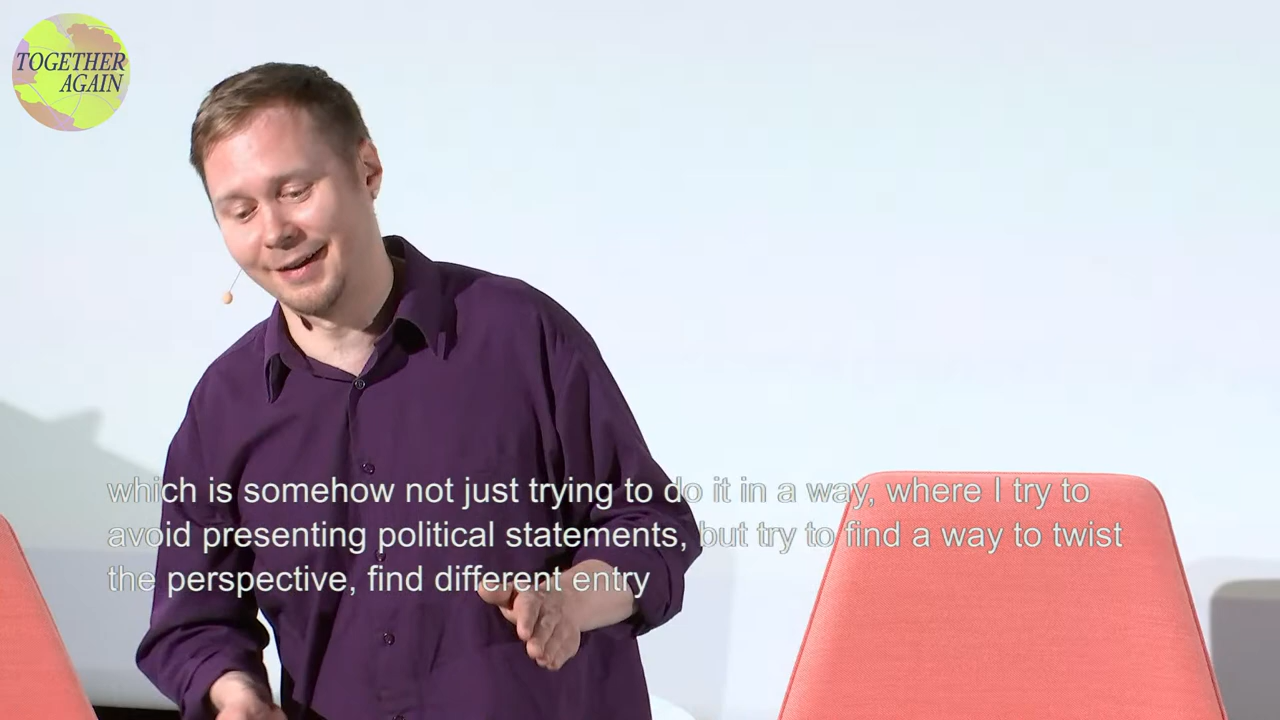 TOGETHER
AGAIN
which is somehow not just trying to do it in a way, where I try to
avoid presenting political statements, but try to find a way to twist
the perspective, find different entry